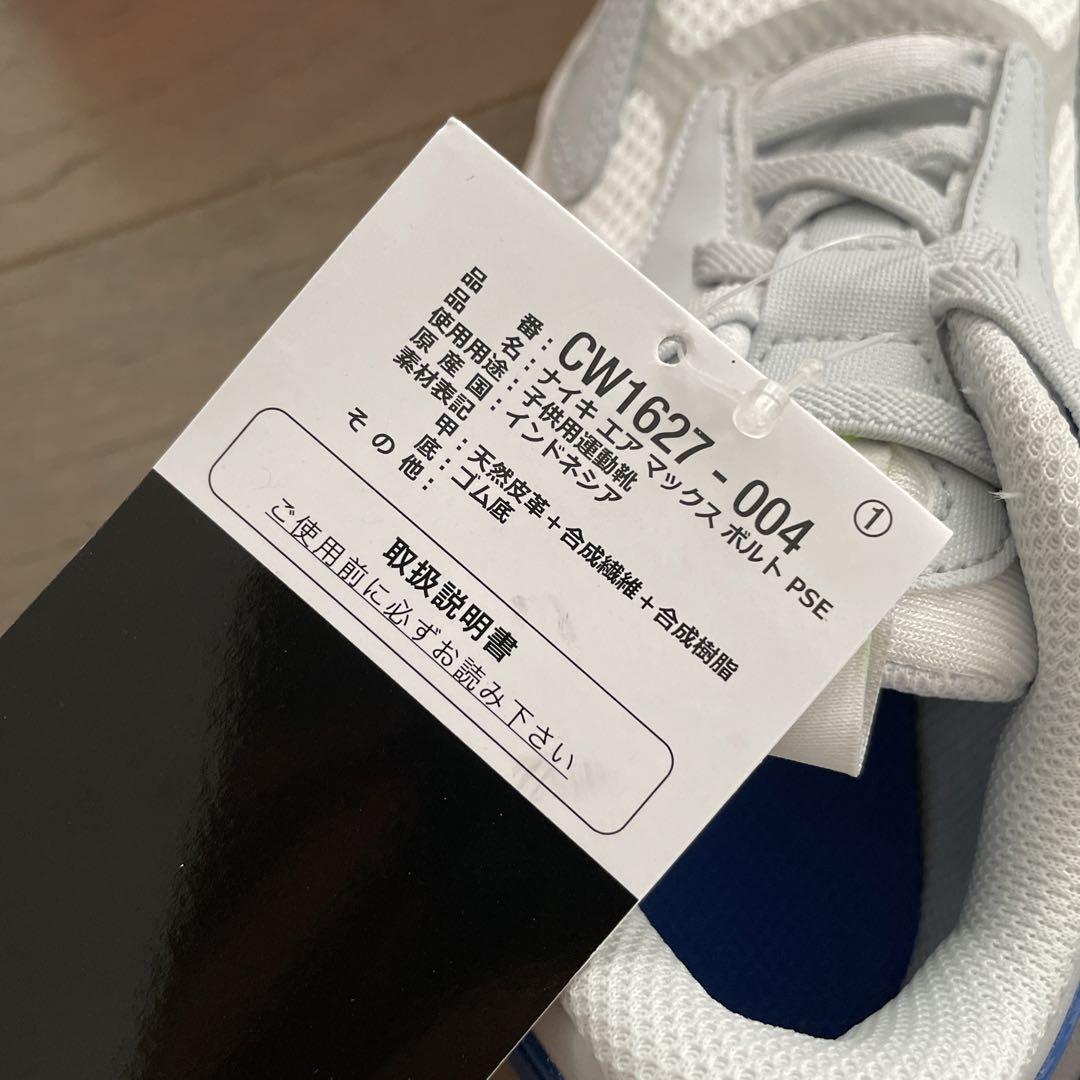 ①
品番：CW1627-004
品名：ナイキ エア マックス ボルト PSE
使用用途：子供用運動靴
原産国：インドネシア
素材表記
甲：天然皮革＋合成繊維＋合成樹脂
底：ゴム底
その他：
取扱説明書
ご使用前に必ずお読み下さい